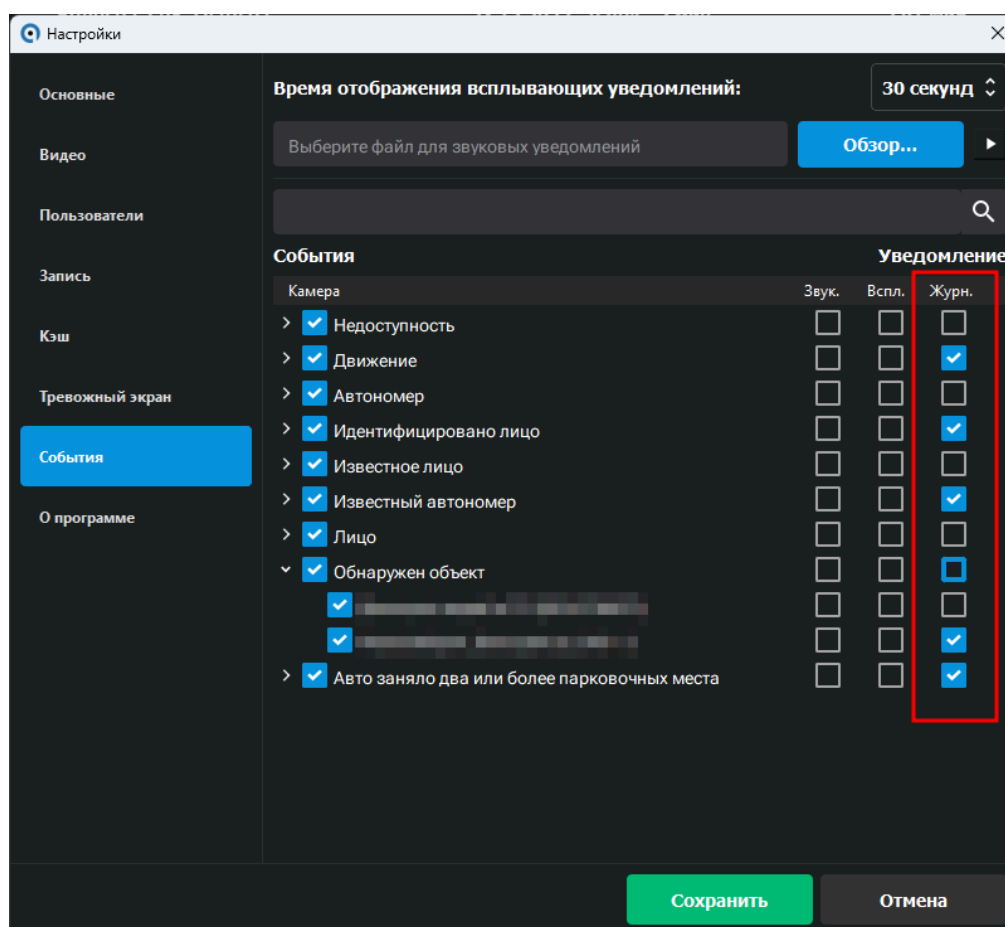 Настройки
Основные
Видео
Пользователи
Запись
Кэш
Тревожный экран
События
О программе
Время отображения всплывающих уведомлений:
30 секунд
Выберите файл для звуковых уведомлений
Обзор...
События
Уведомление
Камера
Звук.
Вспл.
Журн.
Недоступность
Движение
Автономер
Идентифицировано лицо
Известное лицо
Известный автономер
Лицо
Обнаружен объект
Авто заняло два или более парковочных места
Сохранить
Отмена